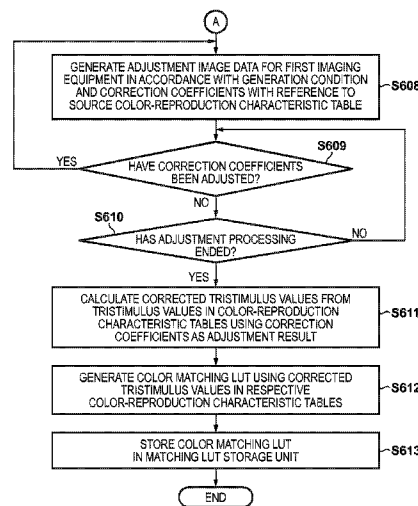 A
GENERATE ADJUSTMENT IMAGE DATA FOR FIRST IMAGING
EQUIPMENT IN ACCORDANCE WITH GENERATION CONDITION
AND CORRECTION COEFFICIENTS WITH REFERENCE TO
SOURCE COLOR-REPRODUCTION CHARACTERISTIC TABLE
S608
S609
YES
HAVE CORRECTION COEFFICIENTS
BEEN ADJUSTED?
NO
S610
HAS ADJUSTMENT PROCESSING
ENDED?
NO
YES
CALCULATE CORRECTED TRISTIMULUS VALUES FROM
TRISTIMULUS VALUES IN COLOR-REPRODUCTION
CHARACTERISTIC TABLES USING CORRECTION
COEFFICIENTS AS ADJUSTMENT RESULT
S611
GENERATE COLOR MATCHING LUT USING CORRECTED
TRISTIMULUS VALUES IN RESPECTIVE
COLOR-REPRODUCTION CHARACTERISTIC TABLES
S612
STORE COLOR MATCHING LUT
IN MATCHING LUT STORAGE UNIT
S613
END